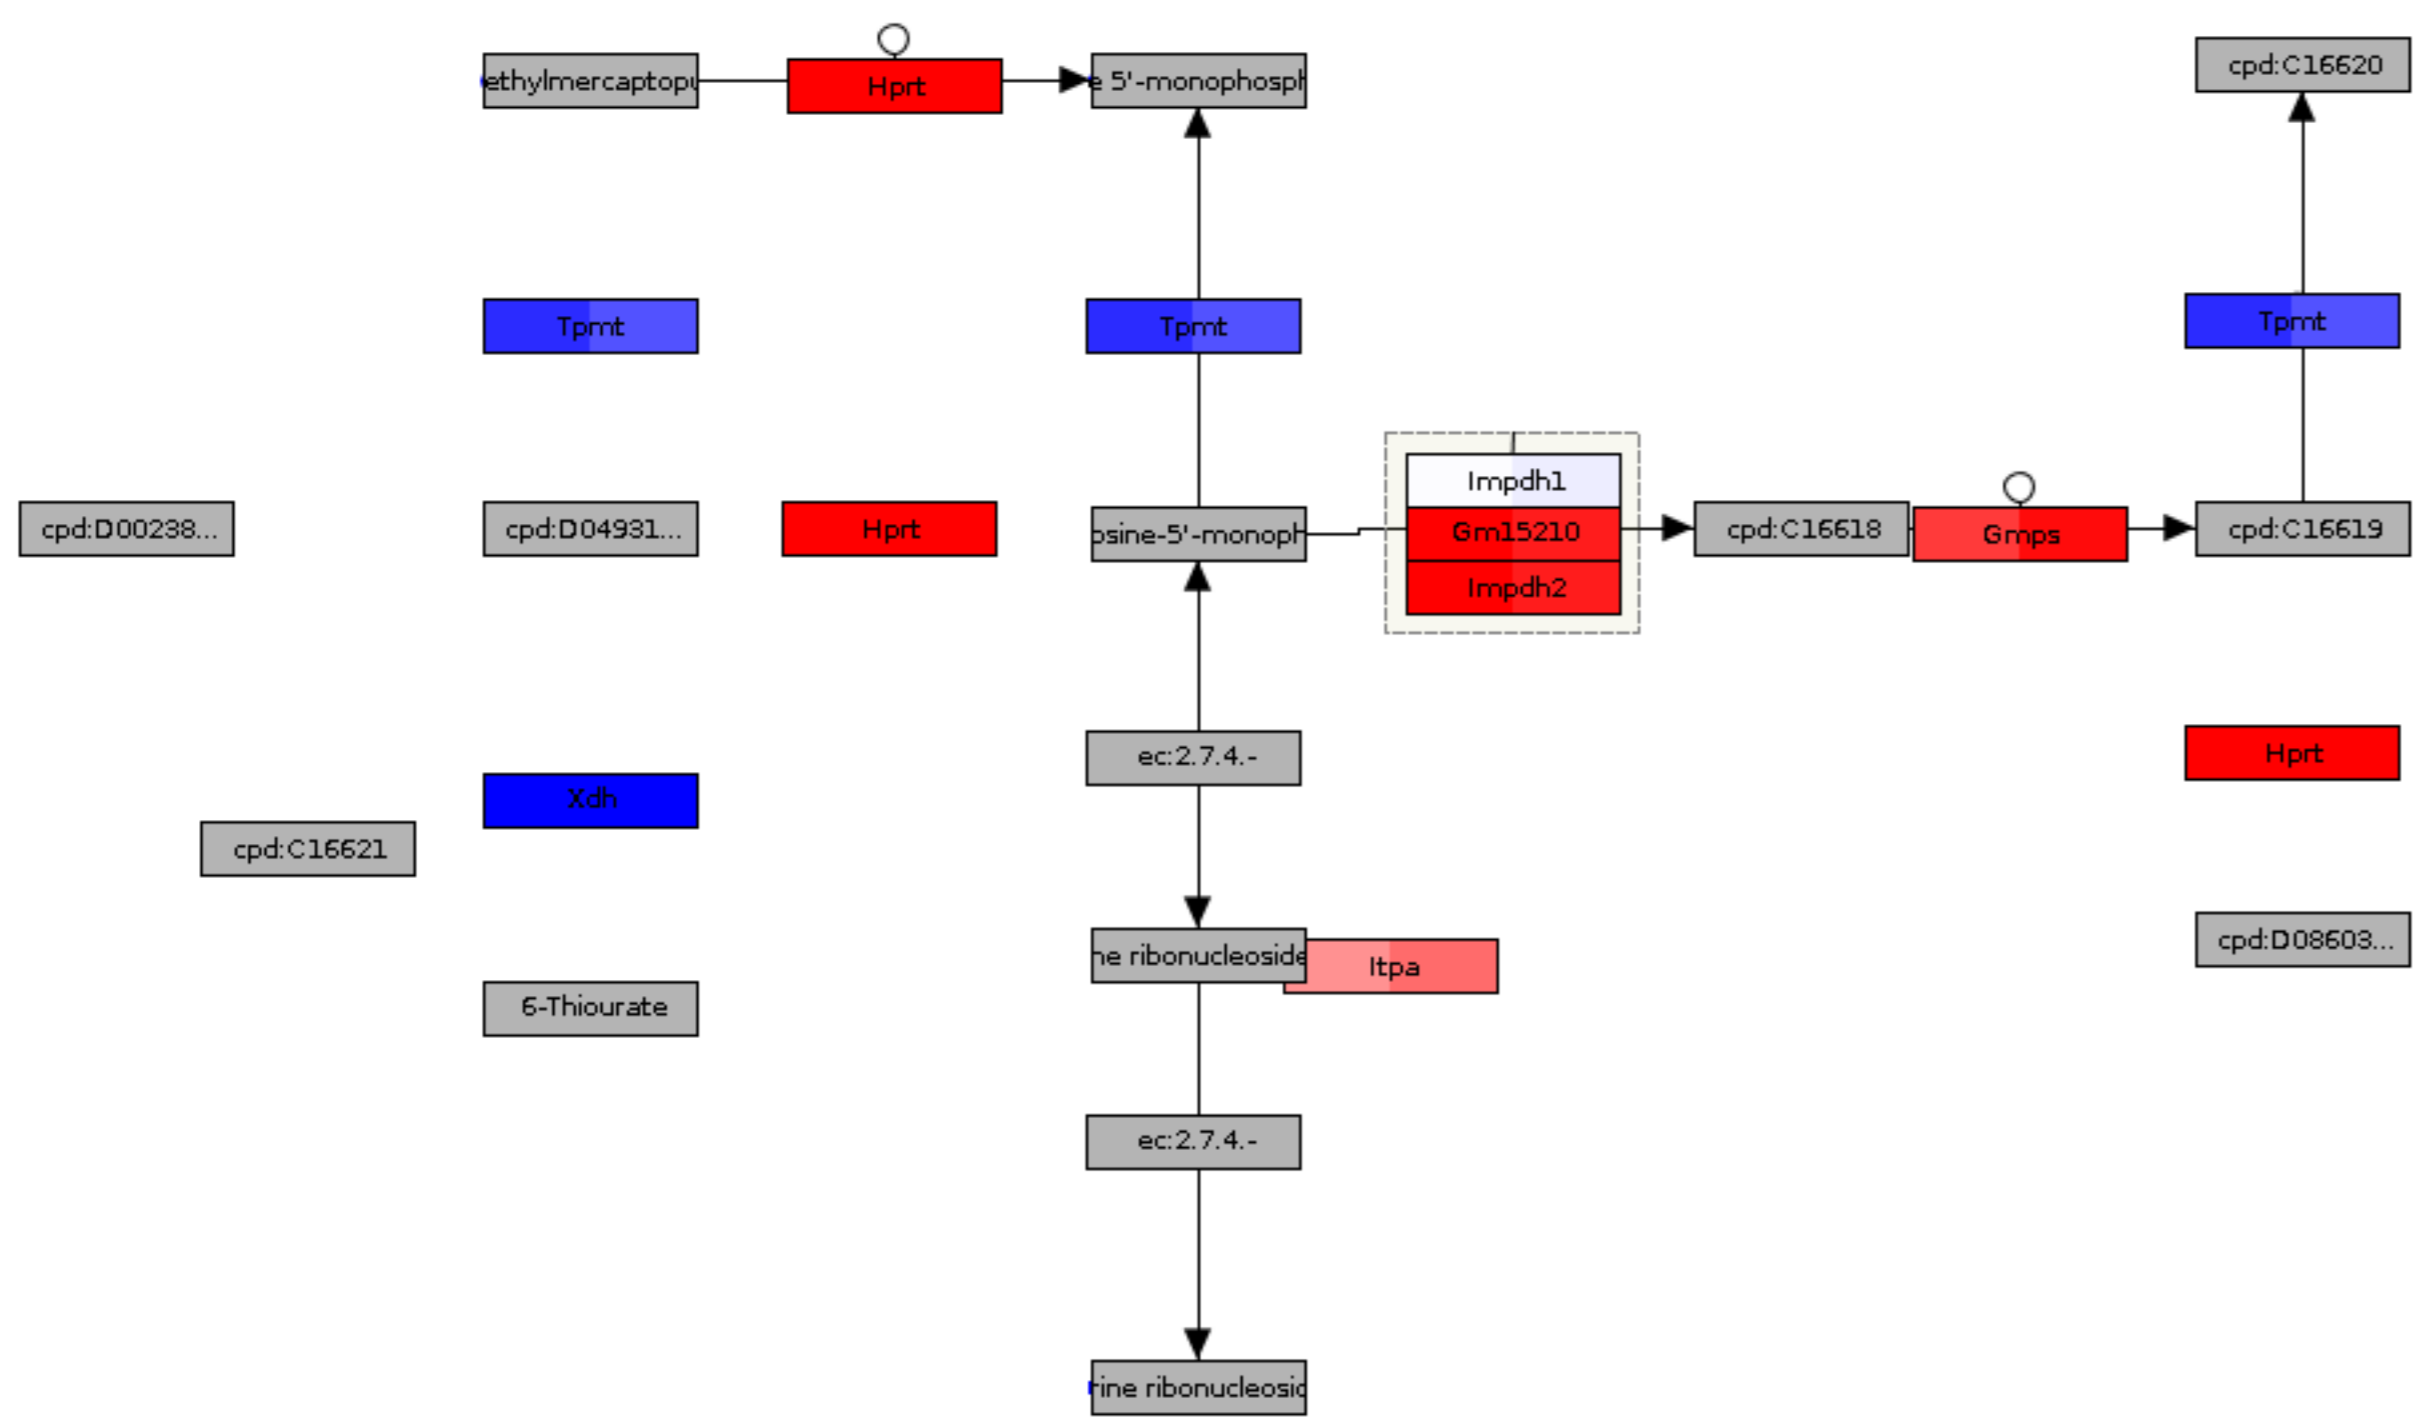 ethylmercaptopu
Hprt
e 5'-monophosph
cpd:C16620
Tpmt
Tpmt
Tpmt
cpd:D00238...
cpd:D04931...
Hprt
osine-5'-monoph
Impdh1
Gm15210
Impdh2
cpd:C16618
Gmps
cpd:C16619
ec:2.7.4.-
Hprt
Xdh
cpd:C16621
ne ribonucleoside
Itpa
cpd:D08603...
6-Thiourate
ec:2.7.4.-
rine ribonucleosid